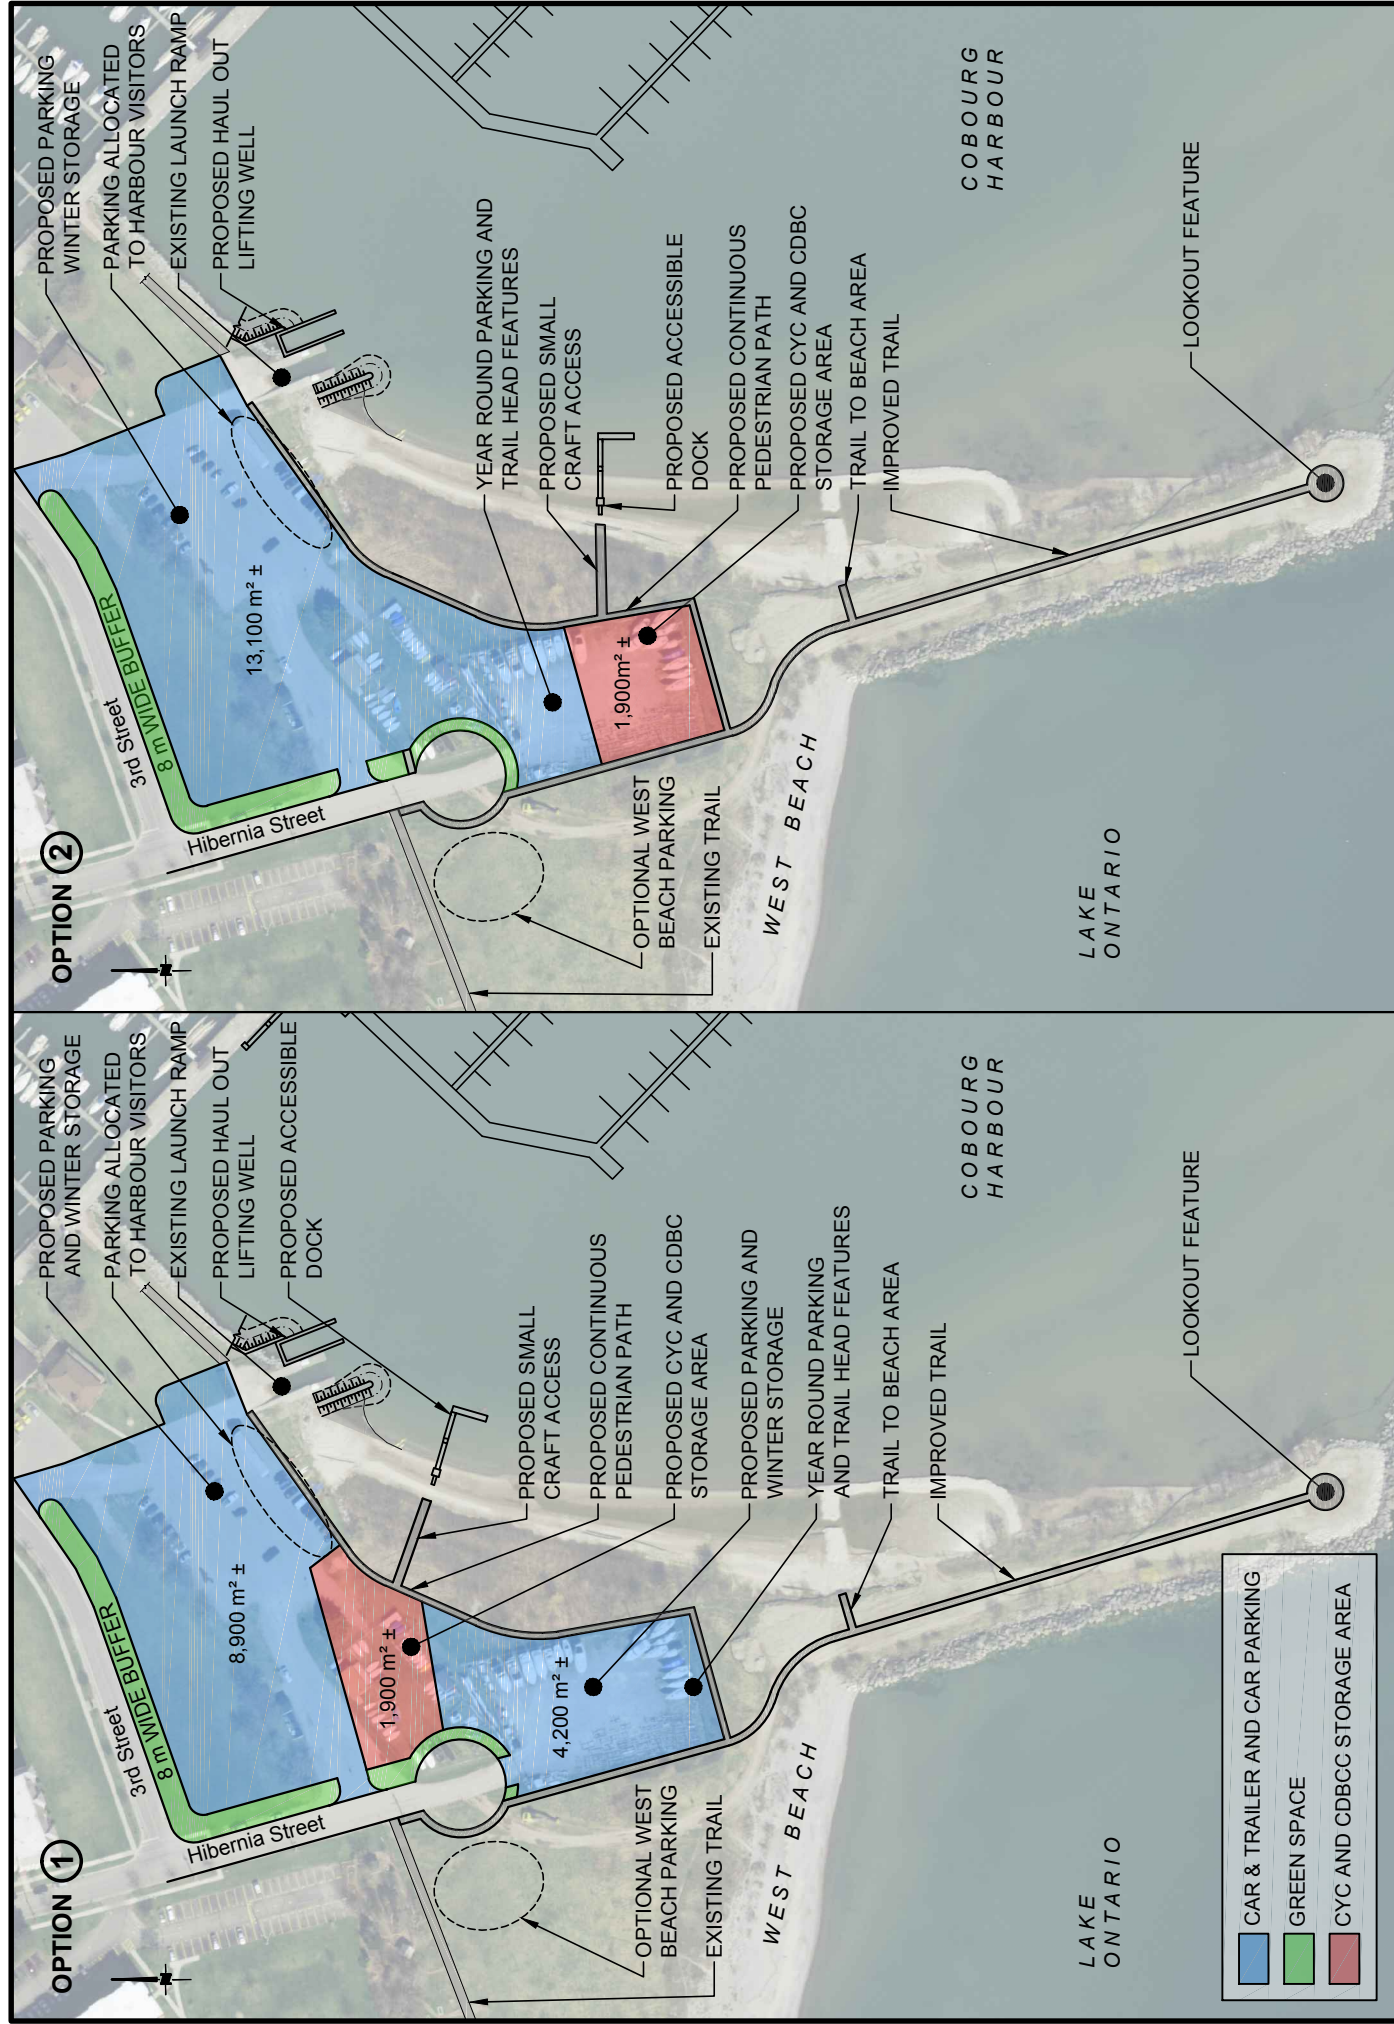 OPTION 1
3rd Street
8 m WIDE BUFFER
Hibernia Street
8,900 m² ±
1,900 m² ±
4,200 m² ±
PROPOSED PARKING
AND WINTER STORAGE
PARKING ALLOCATED
TO HARBOUR VISITORS
EXISTING LAUNCH RAMP
PROPOSED HAUL OUT
LIFTING WELL
PROPOSED ACCESSIBLE
DOCK
PROPOSED SMALL
CRAFT ACCESS
PROPOSED CONTINUOUS
PEDESTRIAN PATH
PROPOSED CYC AND CDBC
STORAGE AREA
PROPOSED PARKING AND
WINTER STORAGE
YEAR ROUND PARKING
AND TRAIL HEAD FEATURES
TRAIL TO BEACH AREA
IMPROVED TRAIL
LOOKOUT FEATURE
OPTIONAL WEST
BEACH PARKING
EXISTING TRAIL
WEST BEACH
COBOURG
HARBOUR
LAKE
ONTARIO
CAR & TRAILER AND CAR PARKING
GREEN SPACE
CYC AND CDBCC STORAGE AREA
OPTION 2
3rd Street
8 m WIDE BUFFER
Hibernia Street
13,100 m² ±
1,900m² ±
PROPOSED PARKING
WINTER STORAGE
PARKING ALLOCATED
TO HARBOUR VISITORS
EXISTING LAUNCH RAMP
PROPOSED HAUL OUT
LIFTING WELL
YEAR ROUND PARKING AND
TRAIL HEAD FEATURES
PROPOSED SMALL
CRAFT ACCESS
PROPOSED ACCESSIBLE
DOCK
PROPOSED CONTINUOUS
PEDESTRIAN PATH
PROPOSED CYC AND CDBC
STORAGE AREA
TRAIL TO BEACH AREA
IMPROVED TRAIL
LOOKOUT FEATURE
OPTIONAL WEST
BEACH PARKING
EXISTING TRAIL
WEST BEACH
COBOURG
HARBOUR
LAKE
ONTARIO